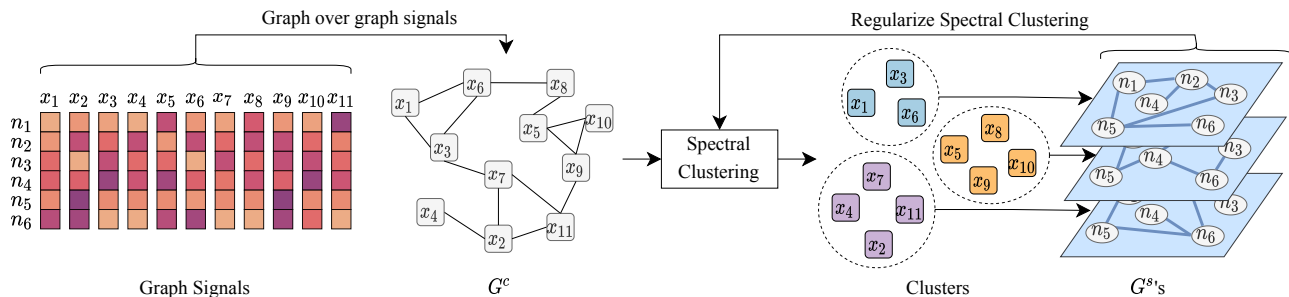 Graph over graph signals
Regularize Spectral Clustering
x₁ x₂ x₃ x₄ x₅ x₆ x₇ x₈ x₉ x₁₀ x₁₁
n₁
n₂
n₃
n₄
n₅
n₆
x₆
x₈
x₁
x₅
x₁₀
x₃
x₉
x₇
x₄
x₂
x₁₁
Spectral
Clustering
x₃
x₁
x₆
x₈
x₅
x₁₀
x₉
x₇
x₄
x₁₁
x₂
n₁
n₂
n₃
n₄
n₅
n₆
n₃
n₄
n₅
n₆
n₃
n₄
n₅
n₆
Graph Signals
Gᶜ
Clusters
Gˢ's